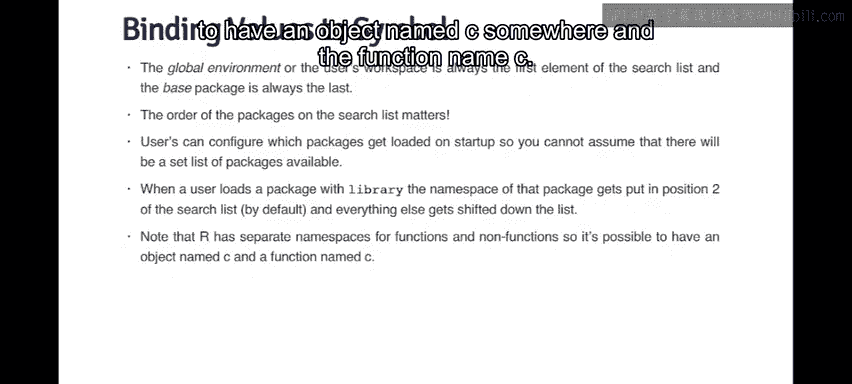 Binding Values to Symbol
to have an object named c somewhere and
the function name c.
· The global environment or the user's workspace is always the first element of the search list and
the base package is always the last.
· The order of the packages on the search list matters!
· User's can configure which packages get loaded on startup so you cannot assume that there will
be a set list of packages available.
· When a user loads a package with library the namespace of that package gets put in position 2
of the search list (by default) and everything else gets shifted down the list.
· Note that R has separate namespaces for functions and non-functions so it's possible to have an
object named c and a function named c.